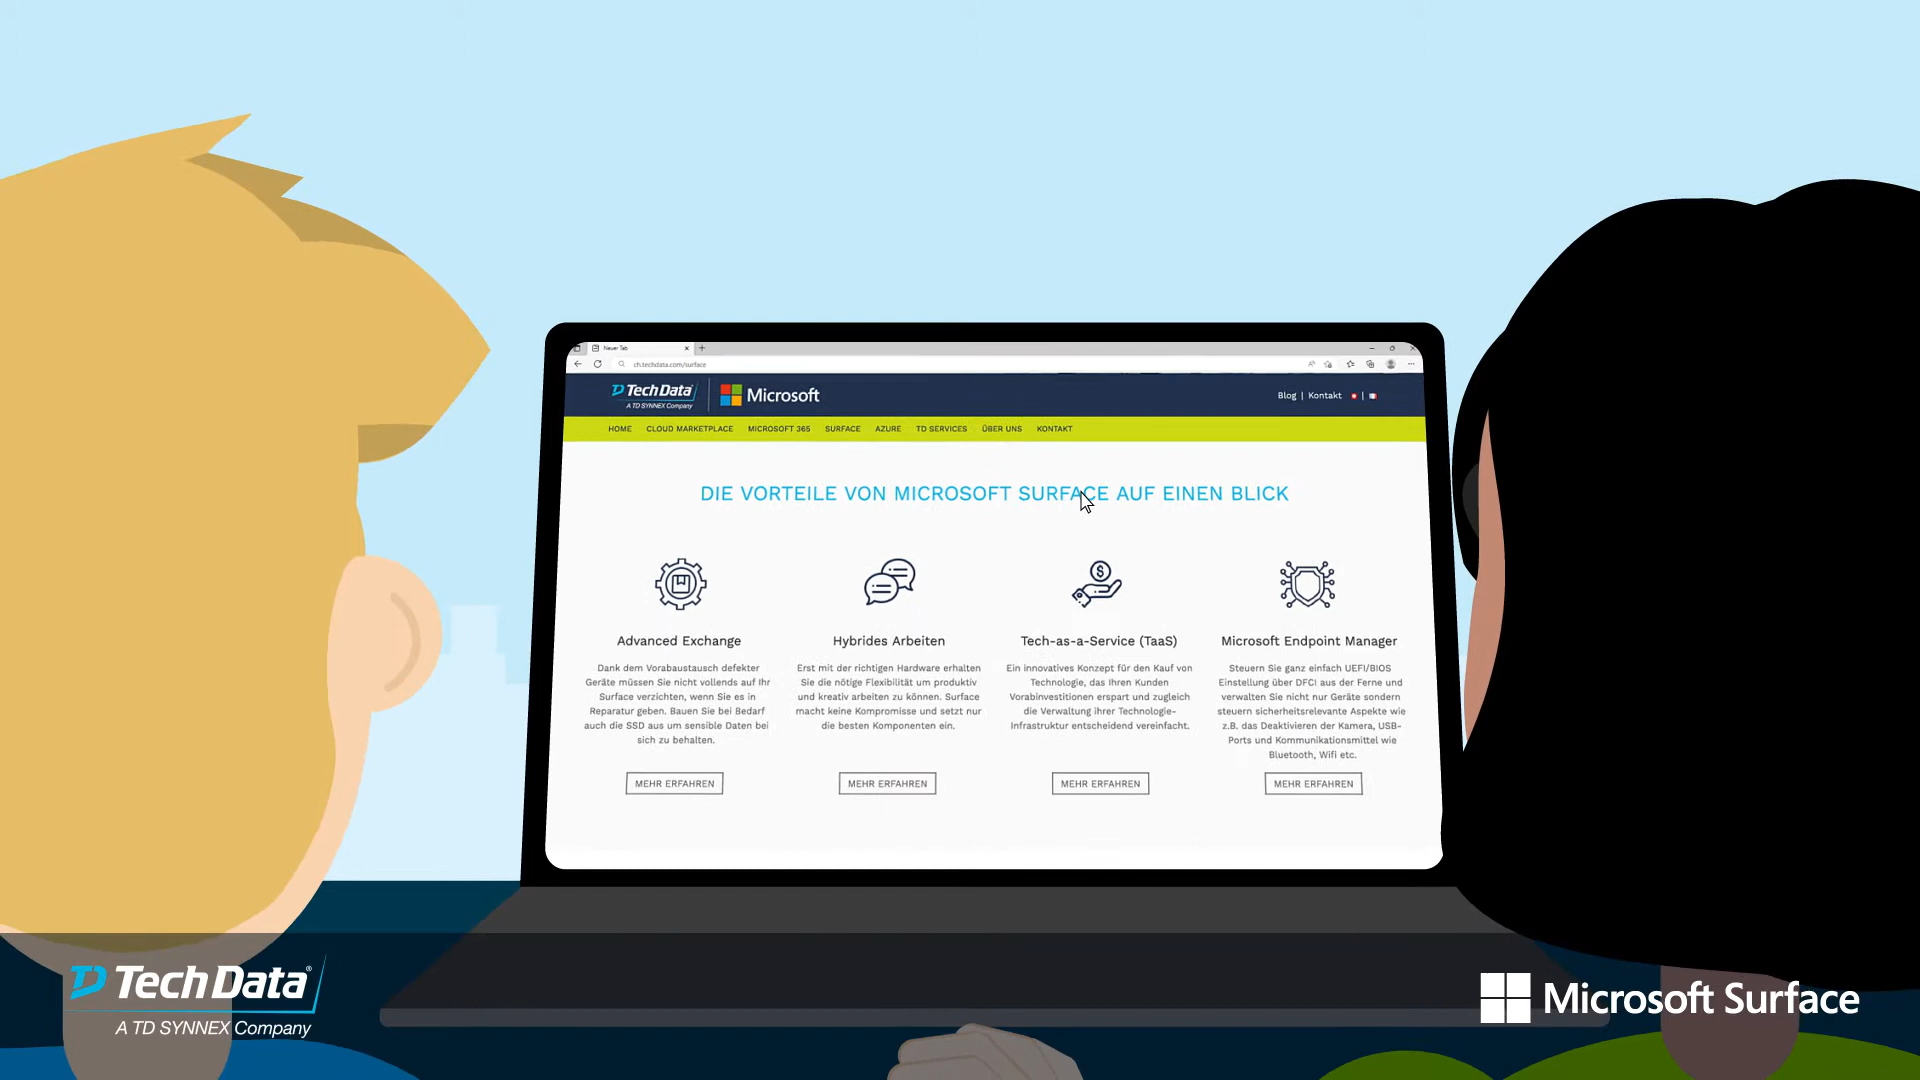 Neuer Tab
ch.techdata.com/surface
TechData
A TD SYNNEX Company
Microsoft
Blog | Kontakt
HOME CLOUD MARKETPLACE MICROSOFT 365 SURFACE AZURE TD SERVICES ÜBER UNS KONTAKT
DIE VORTEILE VON MICROSOFT SURFACE AUF EINEN BLICK
Advanced Exchange
Dank dem Vorabaustausch defekter
Geräte müssen Sie nicht vollends auf Ihr
Surface verzichten, wenn Sie es in
Reparatur geben. Bauen Sie bei Bedarf
auch die SSD aus um sensible Daten bei
sich zu behalten.
MEHR ERFAHREN
Hybrides Arbeiten
Erst mit der richtigen Hardware erhalten
Sie die nötige Flexibilität um produktiv
und kreativ arbeiten zu können. Surface
macht keine Kompromisse und setzt nur
die besten Komponenten ein.
MEHR ERFAHREN
Tech-as-a-Service (TaaS)
Ein innovatives Konzept für den Kauf von
Technologie, das Ihren Kunden
Vorabinvestitionen erspart und zugleich
die Verwaltung ihrer Technologie-
Infrastruktur entscheidend vereinfacht.
MEHR ERFAHREN
Microsoft Endpoint Manager
Steuern Sie ganz einfach UEFI/BIOS
Einstellung über DFCI aus der Ferne und
verwalten Sie nicht nur Geräte sondern
steuern sicherheitsrelevante Aspekte wie
z.B. das Deaktivieren der Kamera, USB-
Ports und Kommunikationsmittel wie
Bluetooth, Wifi etc.
MEHR ERFAHREN
TechData®
A TD SYNNEX Company
Microsoft Surface